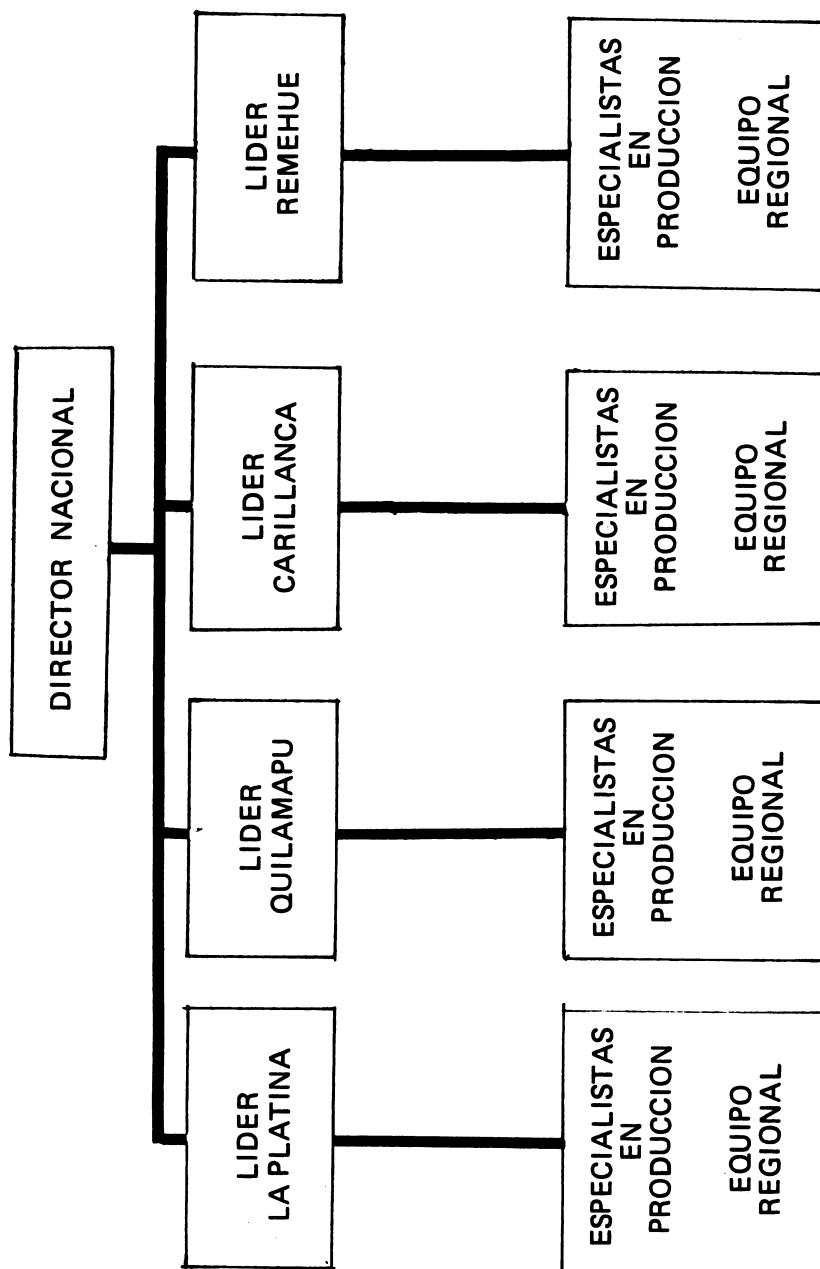 DIRECTOR NACIONAL
LIDER
LA PLATINA
LIDER
QUILAMAPU
LIDER
CARILLANCA
LIDER
REMEHUE
ESPECIALISTAS
EN
PRODUCCION
EQUIPO
REGIONAL
ESPECIALISTAS
EN
PRODUCCION
EQUIPO
REGIONAL
ESPECIALISTAS
EN
PRODUCCION
EQUIPO
REGIONAL
ESPECIALISTAS
EN
PRODUCCION
EQUIPO
REGIONAL